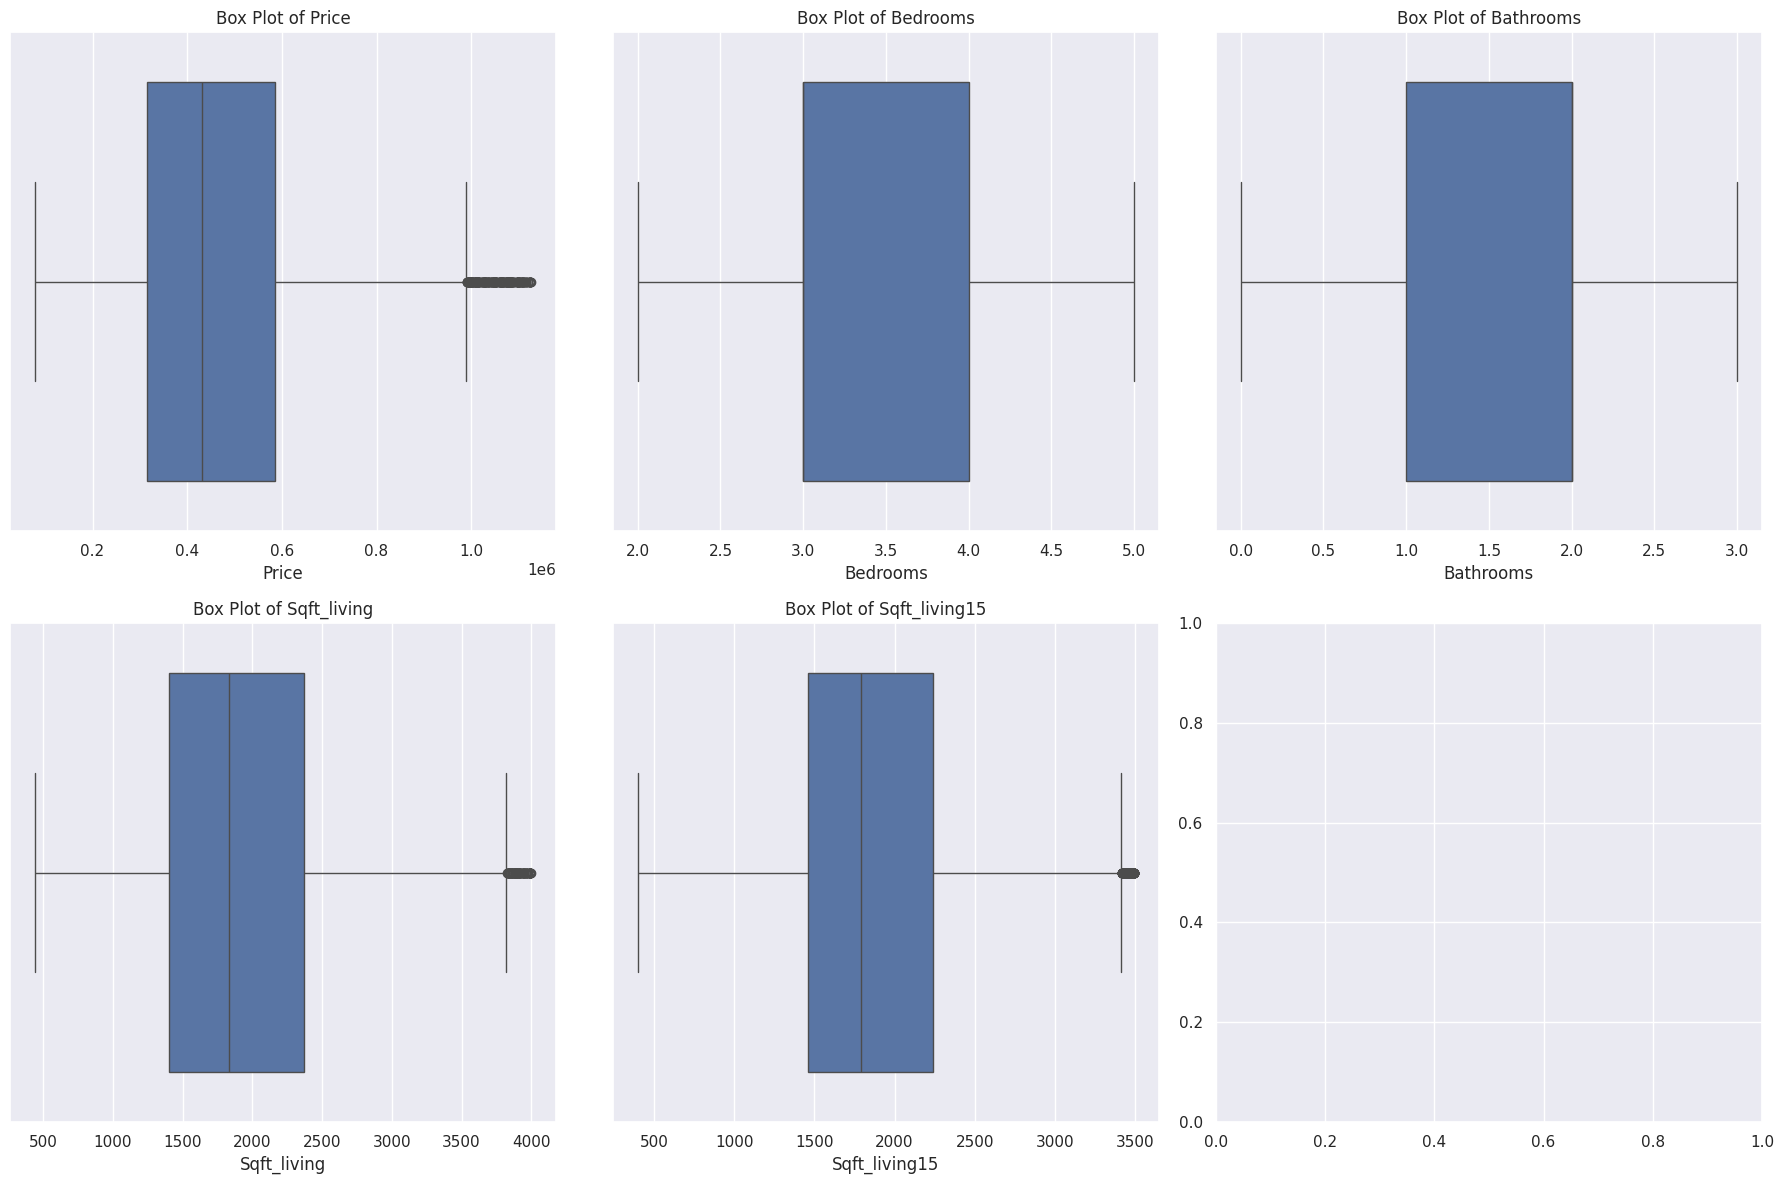 Box Plot of Price
0.2 0.4 0.6 0.8 1.0
1e6
Price
Box Plot of Bedrooms
2.0 2.5 3.0 3.5 4.0 4.5 5.0
Bedrooms
Box Plot of Bathrooms
0.0 0.5 1.0 1.5 2.0 2.5 3.0
Bathrooms
Box Plot of Sqft_living
500 1000 1500 2000 2500 3000 3500 4000
Sqft_living
Box Plot of Sqft_living15
500 1000 1500 2000 2500 3000 3500
Sqft_living15
1.0
0.8
0.6
0.4
0.2
0.0
0.0 0.2 0.4 0.6 0.8 1.0